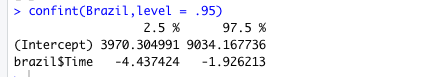 > confint(Brazil,level = .95)
2.5 % 97.5 %
(Intercept) 3970.304991 9034.167736
brazil$Time -4.437424 -1.926213